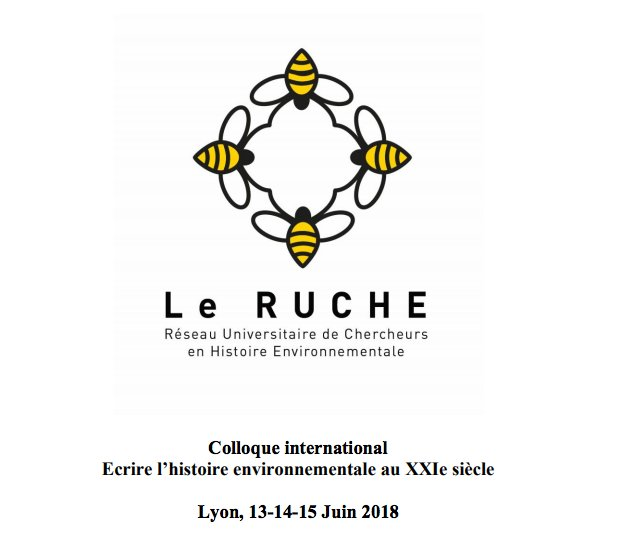 Le RUCHE
Réseau Universitaire de Chercheurs
en Histoire Environnementale
Colloque international
Ecrire l’histoire environnementale au XXIe siècle
Lyon, 13-14-15 Juin 2018